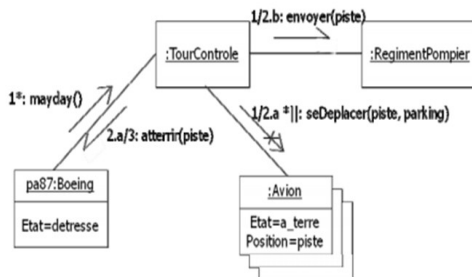 1/2.b: envoyer(piste)
:TourControle
:RegimentPompier
1*: mayday()
2.a/3: atterrir(piste)
1/2.a *||: seDeplacer(piste, parking)
pa87:Boeing
Etat=detresse
:Avion
Etat=a_terre
Position=piste